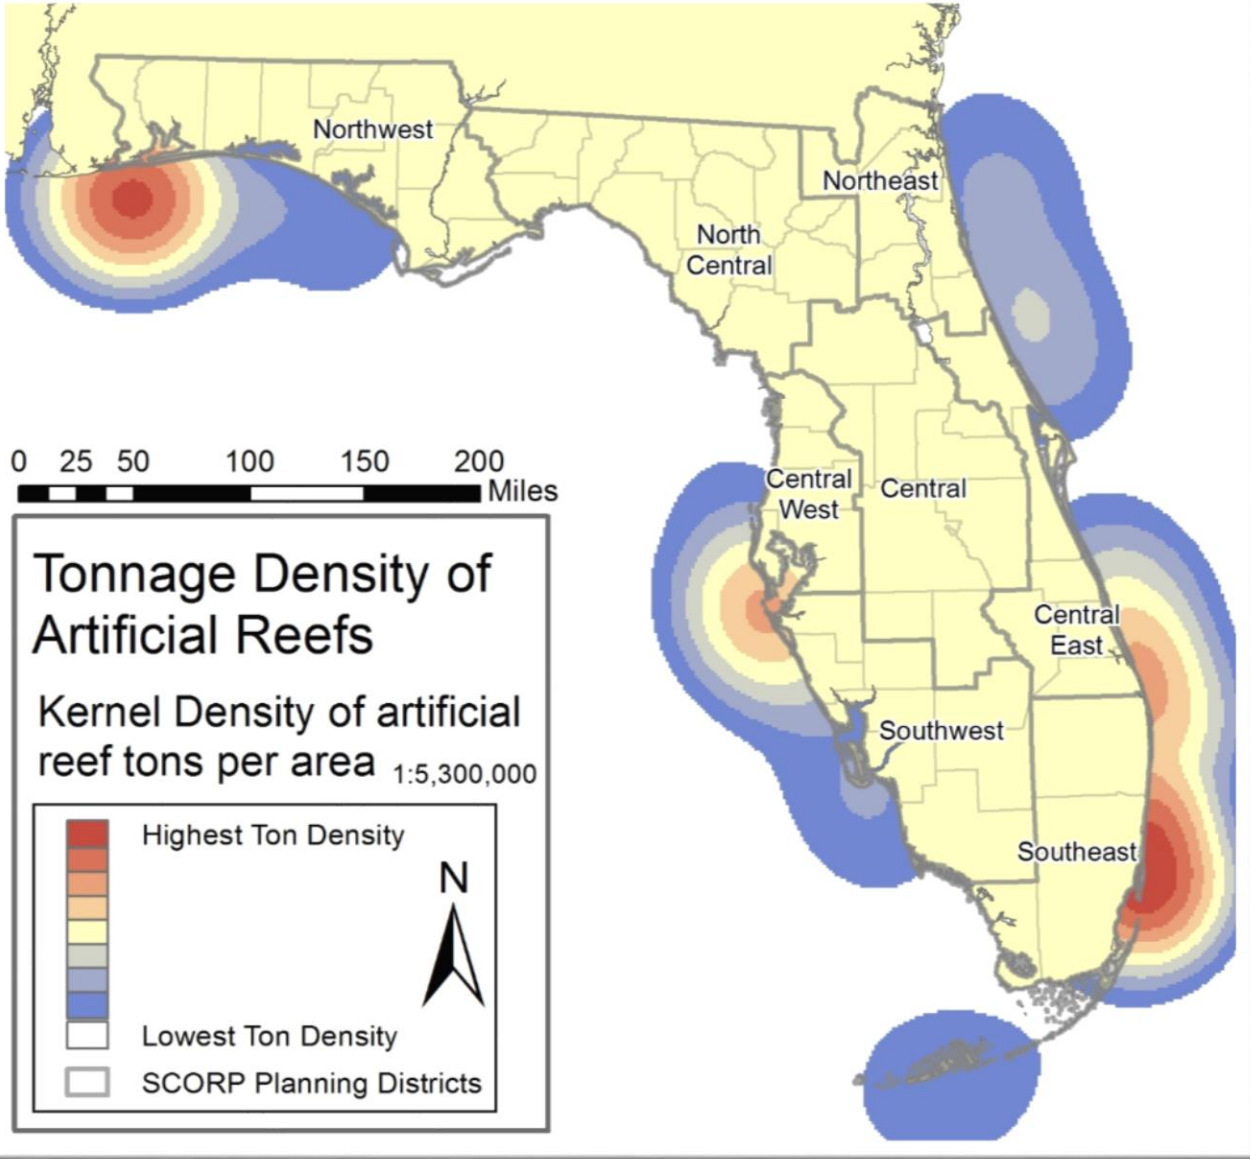 Northwest
Northeast
North
Central
0 25 50 100 150 200
Miles
Central
West
Central
Tonnage Density of
Artificial Reefs
Central
East
Kernel Density of artificial
reef tons per area 1:5,300,000
Southwest
Highest Ton Density
Southeast
N
Lowest Ton Density
SCORP Planning Districts